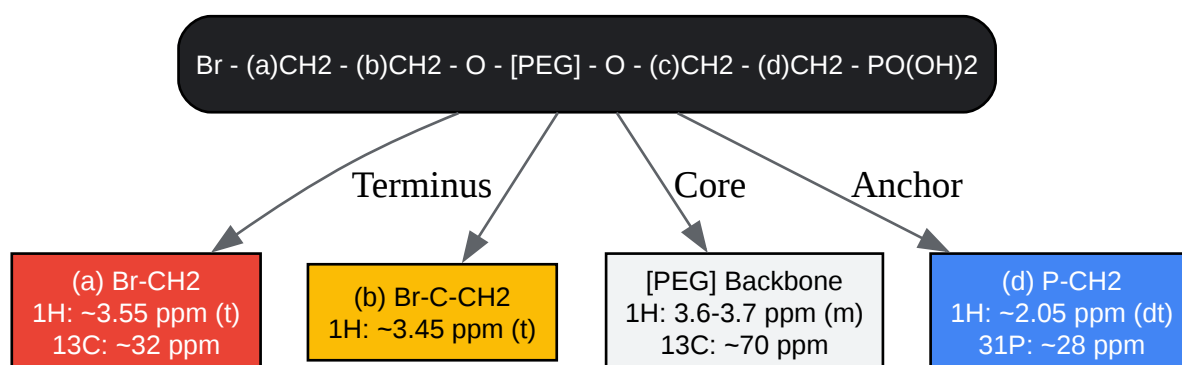 Br - (a)CH2 - (b)CH2 - O - [PEG] - O - (c)CH2 - (d)CH2 - PO(OH)2
Terminus
Core
Anchor
(a) Br-CH2
1H: ~3.55 ppm (t)
13C: ~32 ppm
(b) Br-C-CH2
1H: ~3.45 ppm (t)
[PEG] Backbone
1H: 3.6-3.7 ppm (m)
13C: ~70 ppm
(d) P-CH2
1H: ~2.05 ppm (dt)
31P: ~28 ppm